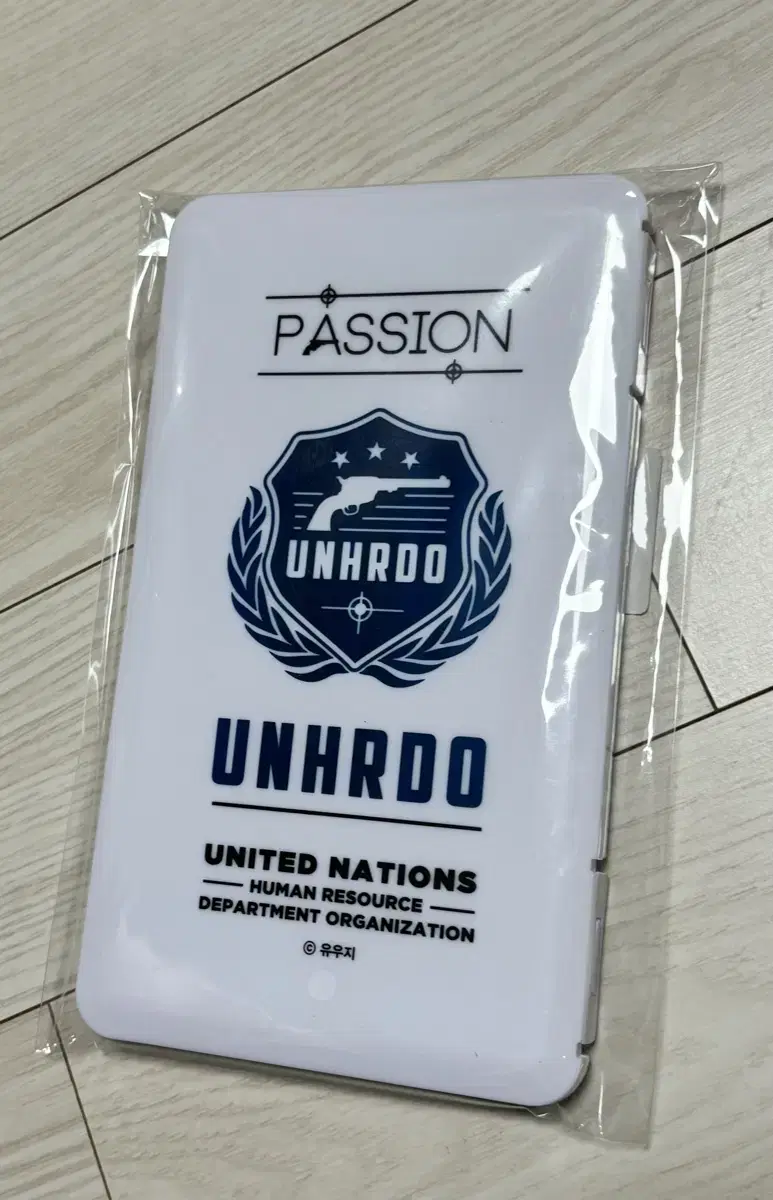 PASSION
UNHRDO
UNHRDO
UNITED NATIONS
HUMAN RESOURCE
DEPARTMENT ORGANIZATION
© 유우지